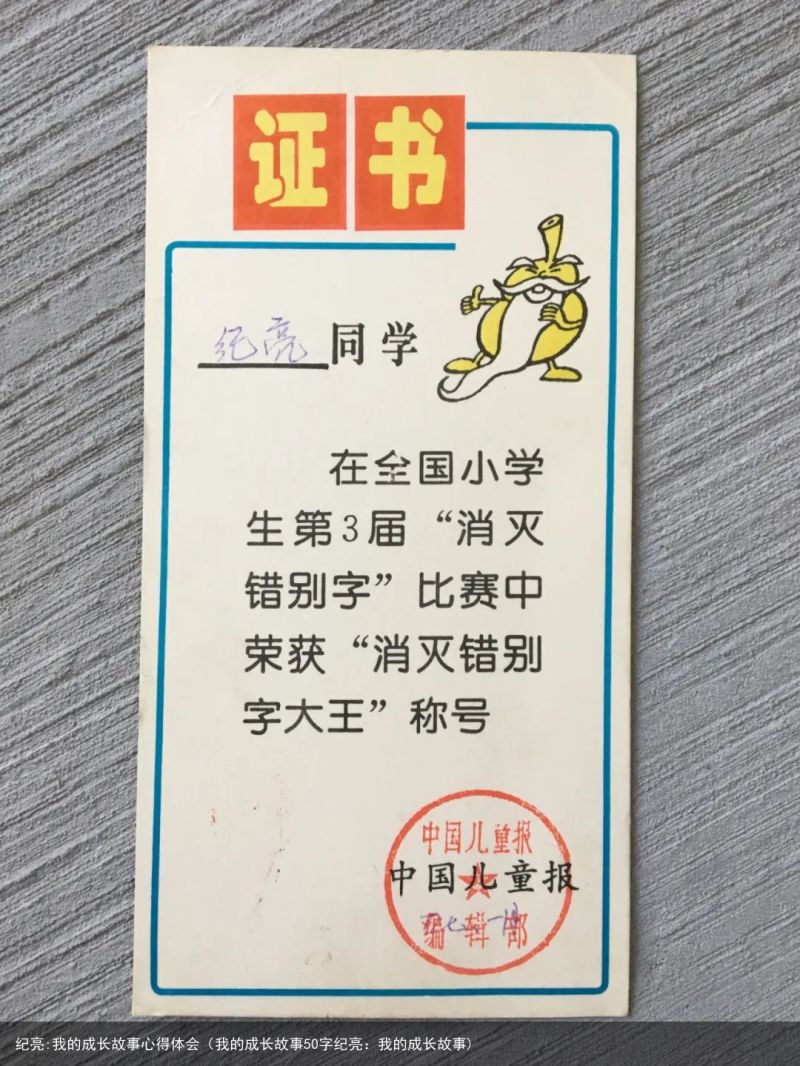 证书
纪亮同学
在全国小学
生第3届“消灭
错别字”比赛中
荣获“消灭错别
字大王”称号
中国儿童报
中国儿童报
编辑部
纪亮:我的成长故事心得体会（我的成长故事50字纪亮：我的成长故事）